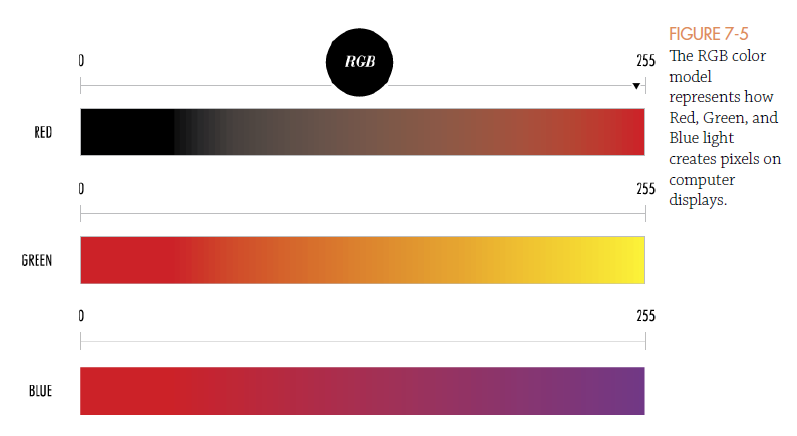 FIGURE 7-5
The RGB color
model
represents how
Red, Green, and
Blue light
creates pixels on
computer
displays.
RGB
0 255
RED
0 255
GREEN
0 255
BLUE